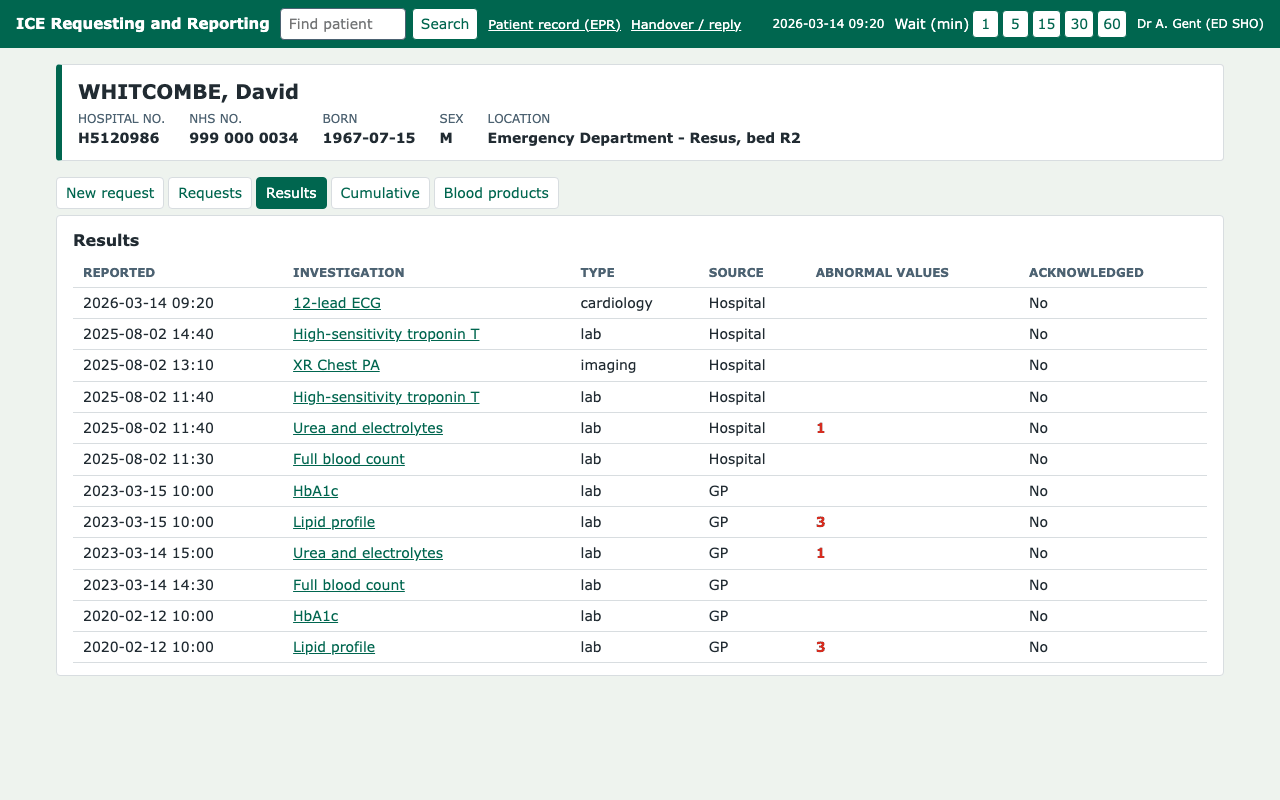 ICE Requesting and Reporting Find patient Search Patient record (EPR) Handover / reply 2026-03-14 09:20 Wait (min) 1 5 15 30 60 Dr A. Gent (ED SHO)
WHITCOMBE, David
HOSPITAL NO. NHS NO. BORN SEX LOCATION
H5120986 999 000 0034 1967-07-15 M Emergency Department - Resus, bed R2
New request Requests Results Cumulative Blood products
Results
REPORTED INVESTIGATION TYPE SOURCE ABNORMAL VALUES ACKNOWLEDGED
2026-03-14 09:20 12-lead ECG cardiology Hospital No
2025-08-02 14:40 High-sensitivity troponin T lab Hospital No
2025-08-02 13:10 XR Chest PA imaging Hospital No
2025-08-02 11:40 High-sensitivity troponin T lab Hospital No
2025-08-02 11:40 Urea and electrolytes lab Hospital 1 No
2025-08-02 11:30 Full blood count lab Hospital No
2023-03-15 10:00 HbA1c lab GP No
2023-03-15 10:00 Lipid profile lab GP 3 No
2023-03-14 15:00 Urea and electrolytes lab GP 1 No
2023-03-14 14:30 Full blood count lab GP No
2020-02-12 10:00 HbA1c lab GP No
2020-02-12 10:00 Lipid profile lab GP 3 No